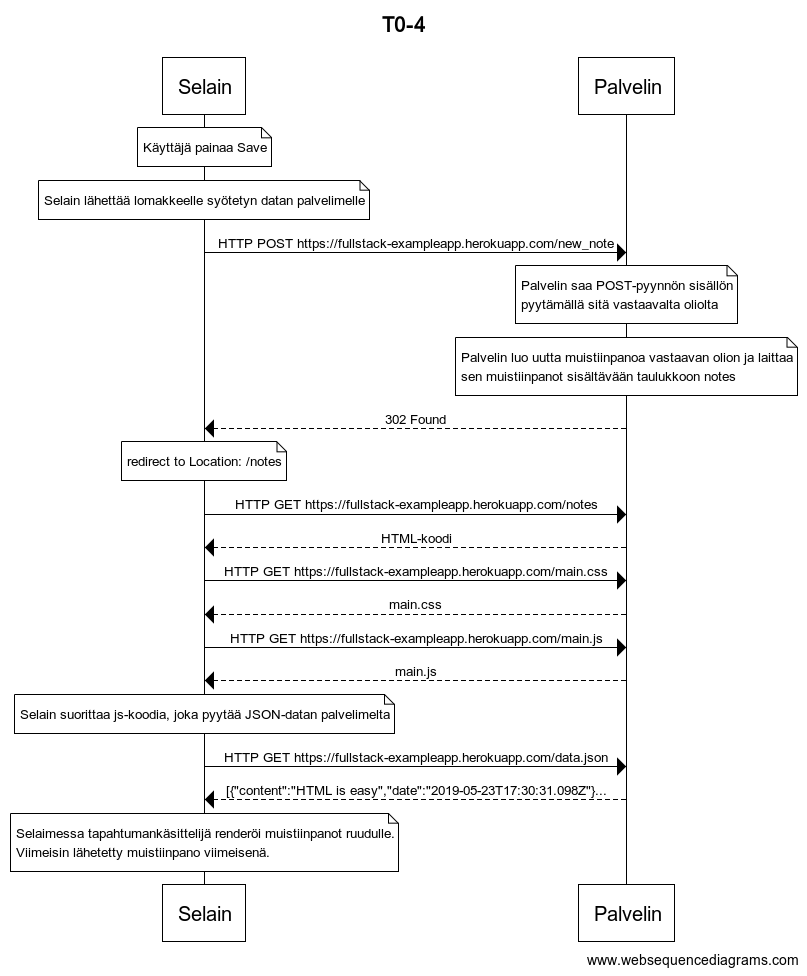 T0-4
Selain
Palvelin
Käyttäjä painaa Save
Selain lähettää lomakkeelle syötetyn datan palvelimelle
HTTP POST https://fullstack-exampleapp.herokuapp.com/new_note
Palvelin saa POST-pyynnön sisällön
pyytämällä sitä vastaavalta oliolta
Palvelin luo uutta muistiinpanoa vastaavan olion ja laittaa
sen muistiinpanot sisältävään taulukkoon notes
302 Found
redirect to Location: /notes
HTTP GET https://fullstack-exampleapp.herokuapp.com/notes
HTML-koodi
HTTP GET https://fullstack-exampleapp.herokuapp.com/main.css
main.css
HTTP GET https://fullstack-exampleapp.herokuapp.com/main.js
main.js
Selain suorittaa js-koodia, joka pyytää JSON-datan palvelimelta
HTTP GET https://fullstack-exampleapp.herokuapp.com/data.json
[{"content":"HTML is easy","date":"2019-05-23T17:30:31.098Z"}...
Selaimessa tapahtumankäsittelijä renderöi muistiinpanot ruudulle.
Viimeisin lähetetty muistiinpano viimeisenä.
Selain
Palvelin
www.websequencediagrams.com